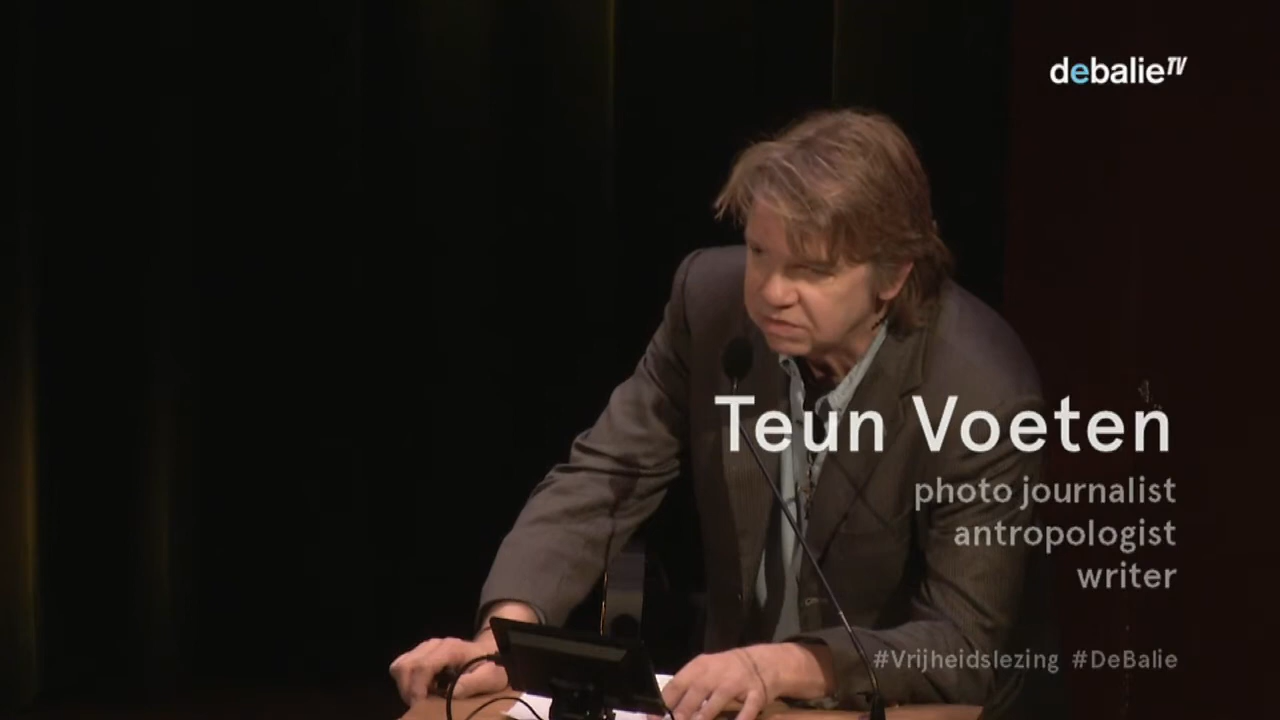 debalieTV
Teun Voeten
photo journalist
antropologist
writer
#Vrijheidslezing #DeBalie